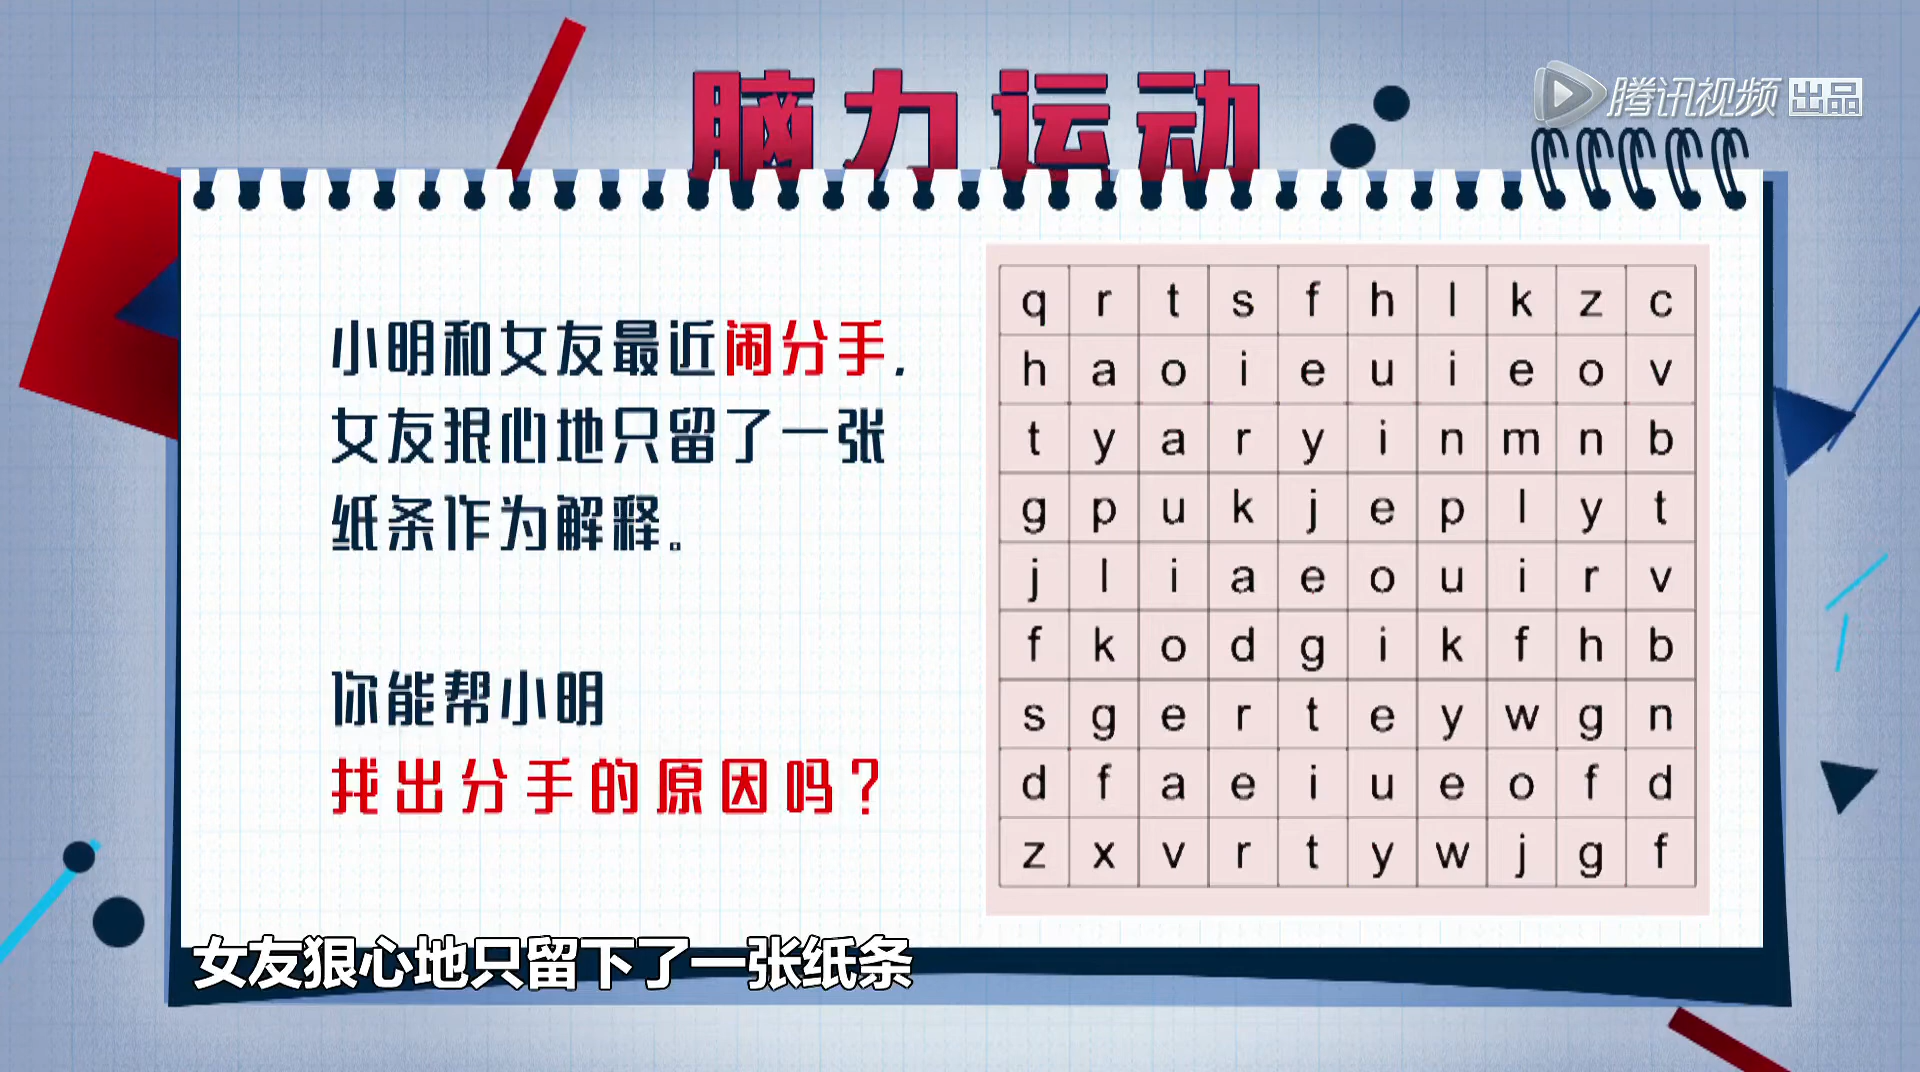 脑力运动
腾讯视频 出品
小明和女友最近闹分手,
女友狠心地只留了一张
纸条作为解释。
你能帮小明
找出分手的原因吗?
q r t s f h l k z c
h a o i e u i e o v
t y a r y i n m n b
g p u k j e p l y t
j l i a e o u i r v
f k o d g i k f h b
s g e r t e y w g n
d f a e i u e o f d
z x v r t y w j g f
女友狠心地只留下了一张纸条